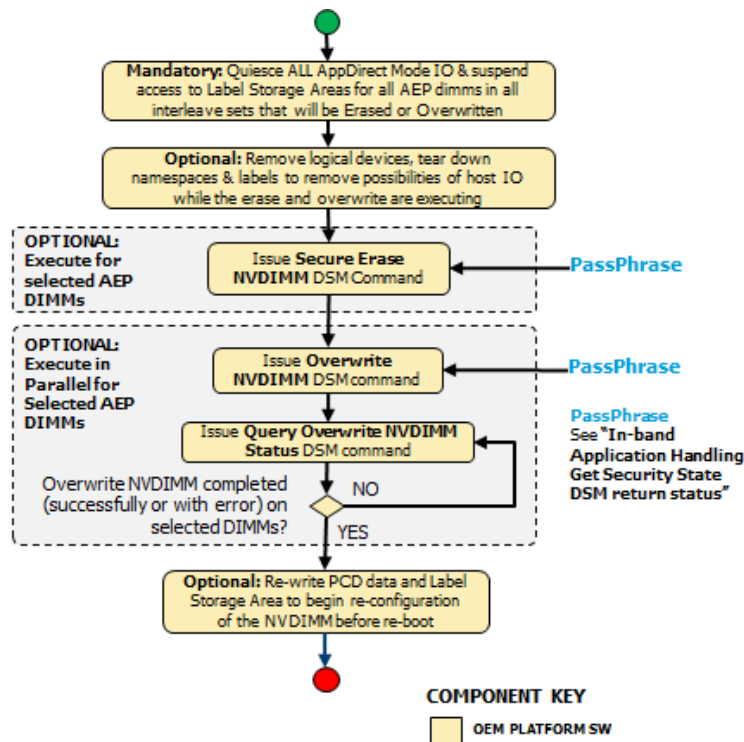 Mandatory: Quiesce ALL AppDirect Mode IO & suspend
access to Label Storage Areas for all AEP dimms in all
interleave sets that will be Erased or Overwritten
Optional: Remove logical devices, tear down
namespaces & labels to remove possibilities of host IO
while the erase and overwrite are executing
OPTIONAL:
Execute for
selected AEP
DIMMs
Issue Secure Erase
NVDIMM DSM Command
PassPhrase
OPTIONAL:
Execute in
Parallel for
Selected AEP
DIMMs
Issue Overwrite
NVDIMM DSM command
PassPhrase
Issue Query Overwrite NVDIMM
Status DSM command
PassPhrase
See "In-band
Application Handling
Get Security State
DSM return status"
Overwrite NVDIMM completed
(successfully or with error) on
selected DIMMs?
NO
YES
Optional: Re-write PCD data and Label
Storage Area to begin re-configuration
of the NVDIMM before re-boot
COMPONENT KEY
OEM PLATFORM SW